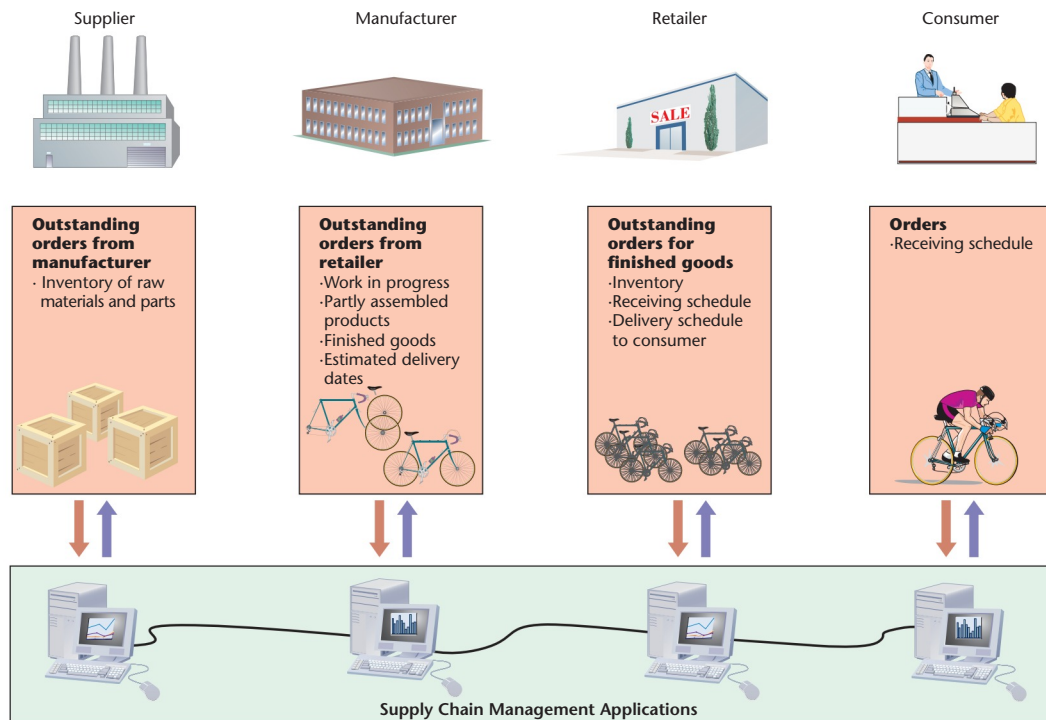 Supplier
Manufacturer
Retailer
Consumer
SALE
Outstanding
orders from
manufacturer
· Inventory of raw
materials and parts
Outstanding
orders from
retailer
·Work in progress
·Partly assembled
products
·Finished goods
·Estimated delivery
dates
Outstanding
orders for
finished goods
·Inventory
·Receiving schedule
·Delivery schedule
to consumer
Orders
·Receiving schedule
Supply Chain Management Applications